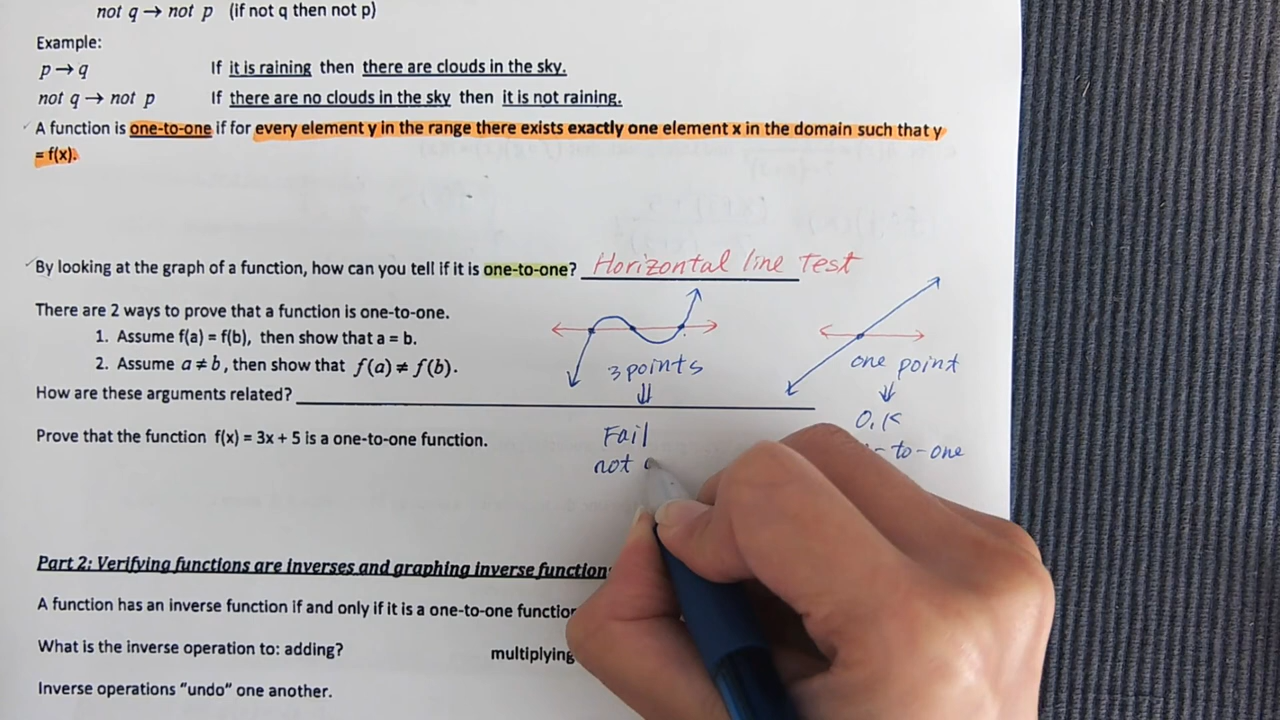 not q → not p (if not q then not p)
Example:
p → q If it is raining then there are clouds in the sky.
not q → not p If there are no clouds in the sky then it is not raining.
✓ A function is one-to-one if for every element y in the range there exists exactly one element x in the domain such that y
= f(x).
✓ By looking at the graph of a function, how can you tell if it is one-to-one? Horizontal line Test
There are 2 ways to prove that a function is one-to-one.
1. Assume f(a) = f(b), then show that a = b.
2. Assume a ≠ b, then show that f(a) ≠ f(b).
3 points
⇓
one point
⇓
How are these arguments related?
O.K
Prove that the function f(x) = 3x + 5 is a one-to-one function.
Fail
not
-to-one
Part 2: Verifying functions are inverses and graphing inverse function
A function has an inverse function if and only if it is a one-to-one function
What is the inverse operation to: adding? multiplying
Inverse operations "undo" one another.